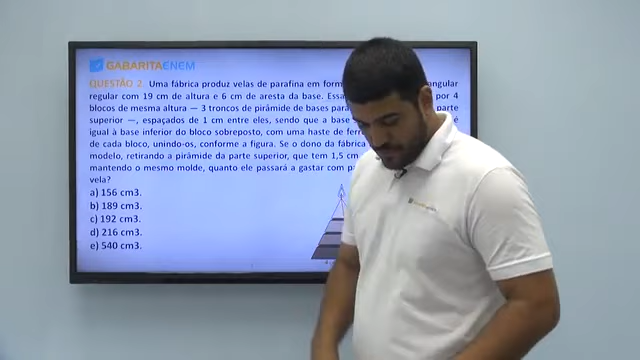 GABARITAENEM
QUESTÃO 2. Uma fábrica produz velas de parafina em form angular
regular com 19 cm de altura e 6 cm de aresta da base. Essa por 4
blocos de mesma altura — 3 troncos de pirâmide de bases para parte
superior —, espaçados de 1 cm entre eles, sendo que a base é
igual à base inferior do bloco sobreposto, com uma haste de ferr
de cada bloco, unindo-os, conforme a figura. Se o dono da fábrica
modelo, retirando a pirâmide da parte superior, que tem 1,5 cm
mantendo o mesmo molde, quanto ele passará a gastar com pa
vela?
a) 156 cm3.
b) 189 cm3.
c) 192 cm3.
d) 216 cm3.
e) 540 cm3.